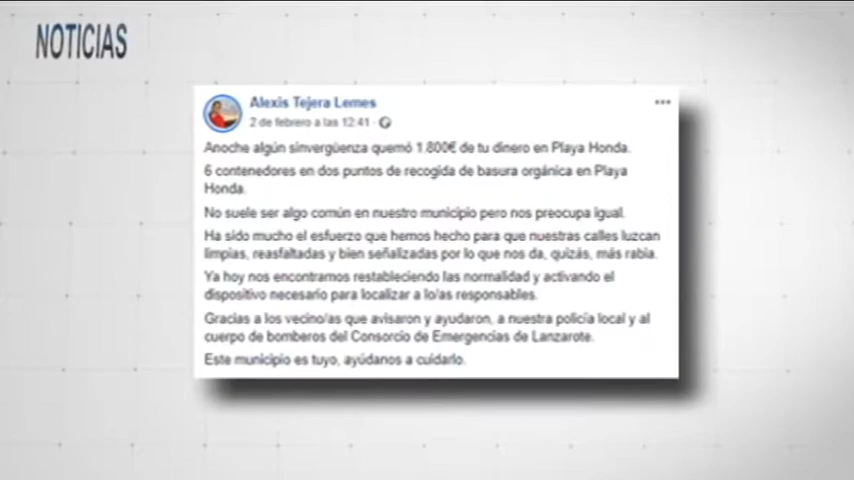 NOTICIAS
Alexis Tejera Lemes
2 de febrero a las 12:41 ·
Anoche algún sinvergüenza quemó 1.800€ de tu dinero en Playa Honda.
6 contenedores en dos puntos de recogida de basura orgánica en Playa
Honda.
No suele ser algo común en nuestro municipio pero nos preocupa igual.
Ha sido mucho el esfuerzo que hemos hecho para que nuestras calles luzcan
limpias, reasfaltadas y bien señalizadas por lo que nos da, quizás, más rabia.
Ya hoy nos encontramos restableciendo las normalidad y activando el
dispositivo necesario para localizar a lo/as responsables.
Gracias a los vecino/as que avisaron y ayudaron, a nuestra policía local y al
cuerpo de bomberos del Consorcio de Emergencias de Lanzarote.
Este municipio es tuyo, ayúdanos a cuidarlo.